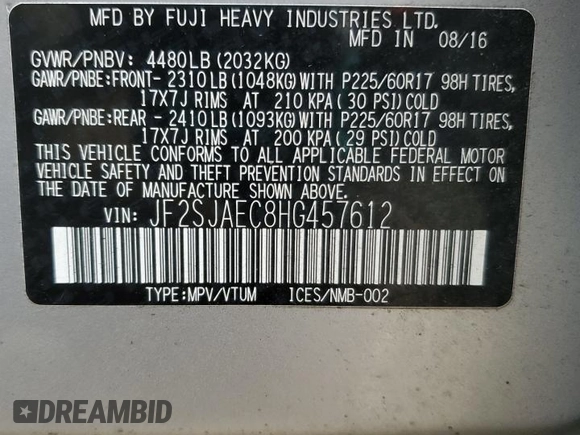 MFD BY FUJI HEAVY INDUSTRIES LTD.
MFD IN 08/16
GVWR/PNBV: 4480LB (2032KG)
GAWR/PNBE:FRONT- 2310LB(1048KG)WITH P225/60R17 98H TIRES,
17X7J RIMS AT 210 KPA( 30 PSI)COLD
GAWR/PNBE:REAR - 2410LB(1093KG)WITH P225/60R17 98H TIRES,
17X7J RIMS AT 200 KPA( 29 PSI)COLD
THIS VEHICLE CONFORMS TO ALL APPLICABLE FEDERAL MOTOR
VEHICLE SAFETY AND THEFT PREVENTION STANDARDS IN EFFECT ON
THE DATE OF MANUFACTURE SHOWN ABOVE.
VIN: JF2SJAEC8HG457612
TYPE:MPV/VTUM ICES/NMB-002
DREAMBID